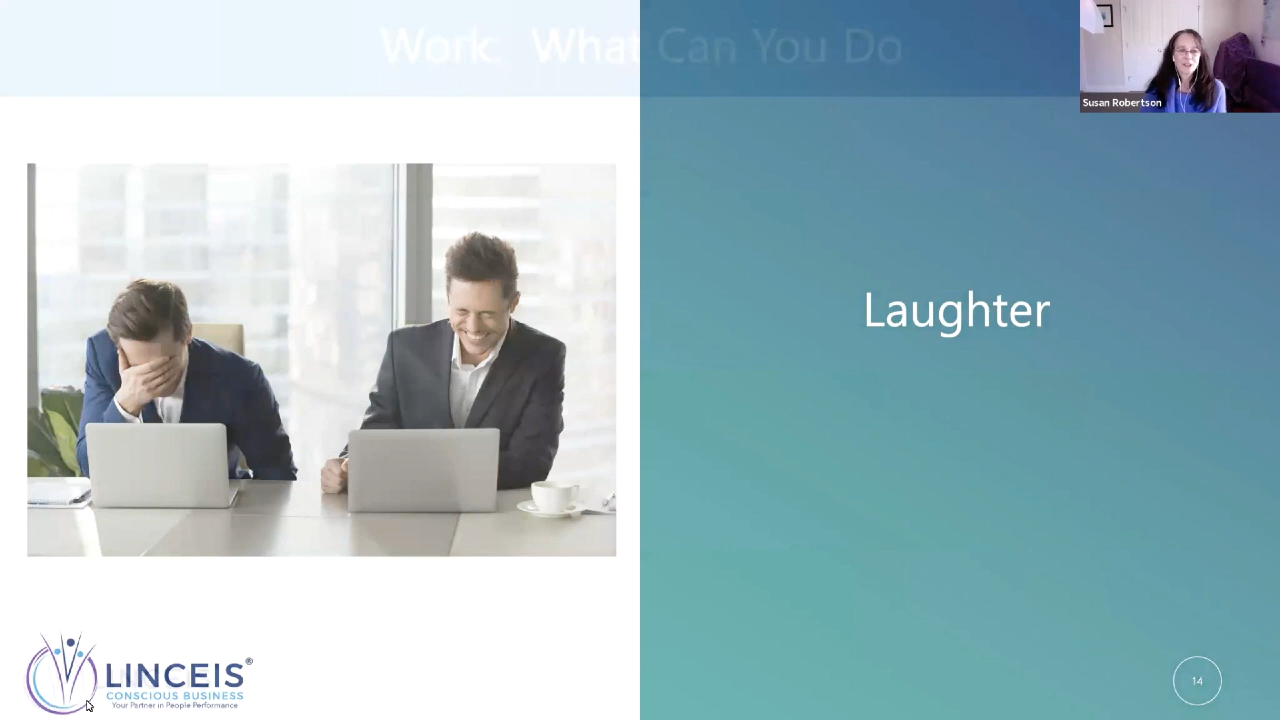 Work   What Can You Do
Susan Robertson
Laughter
LINCEIS®
CONSCIOUS BUSINESS
Your Partner in People Performance
14